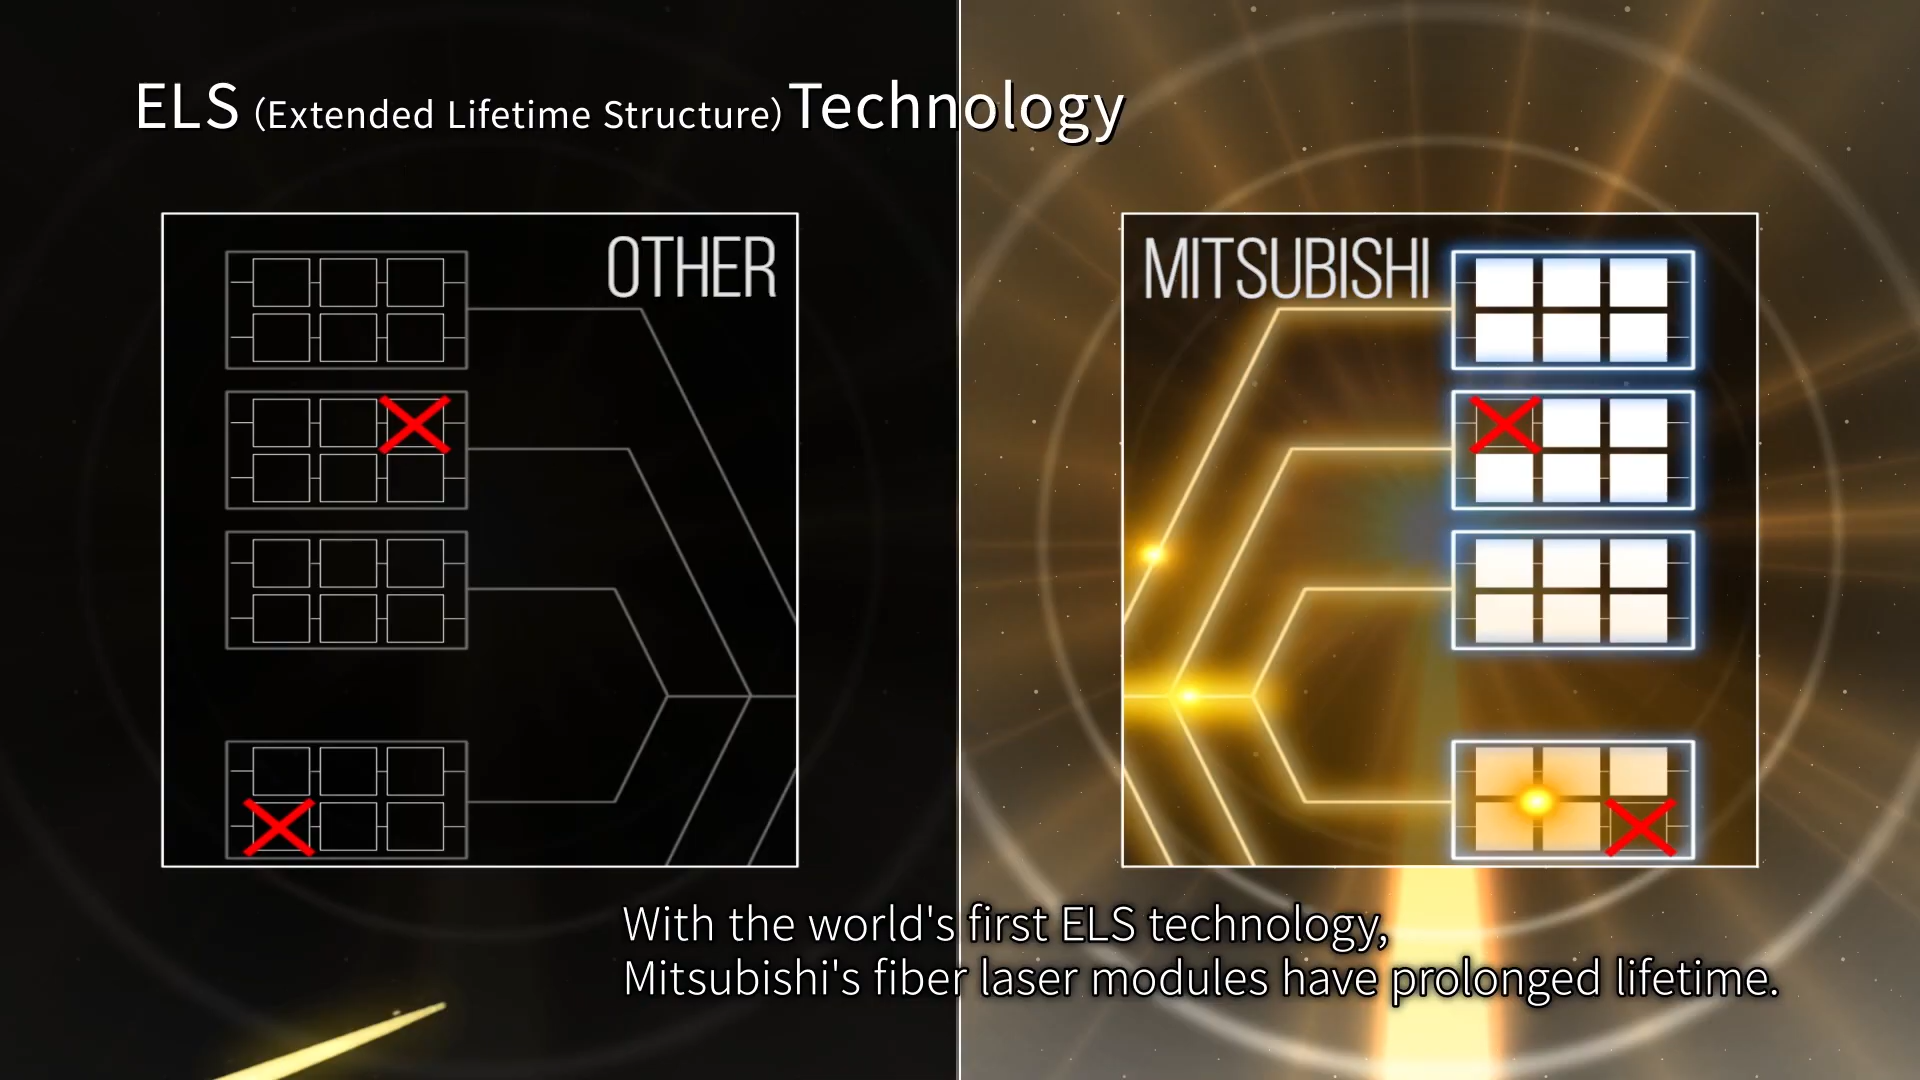 ELS (Extended Lifetime Structure) Technology
OTHER
MITSUBISHI
With the world's first ELS technology,
Mitsubishi's fiber laser modules have prolonged lifetime.